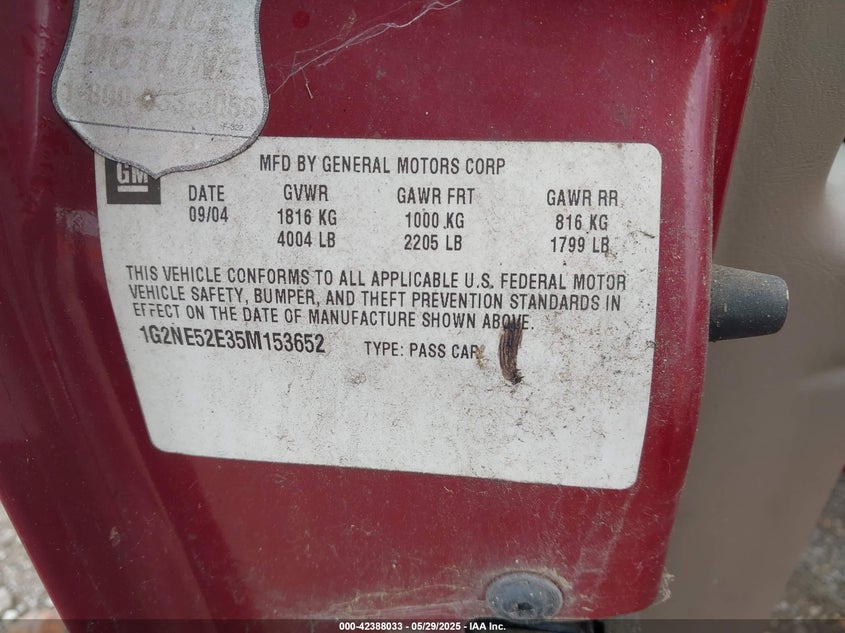 POLICE
HOTLINE
GM
MFD BY GENERAL MOTORS CORP
DATE GVWR GAWR FRT GAWR RR
09/04 1816 KG 1000 KG 816 KG
4004 LB 2205 LB 1799 LB
THIS VEHICLE CONFORMS TO ALL APPLICABLE U.S. FEDERAL MOTOR
VEHICLE SAFETY, BUMPER, AND THEFT PREVENTION STANDARDS IN
EFFECT ON THE DATE OF MANUFACTURE SHOWN ABOVE.
1G2NE52E35M153652 TYPE: PASS CAR
000-42388033 - 05/29/2025 - IAA Inc.